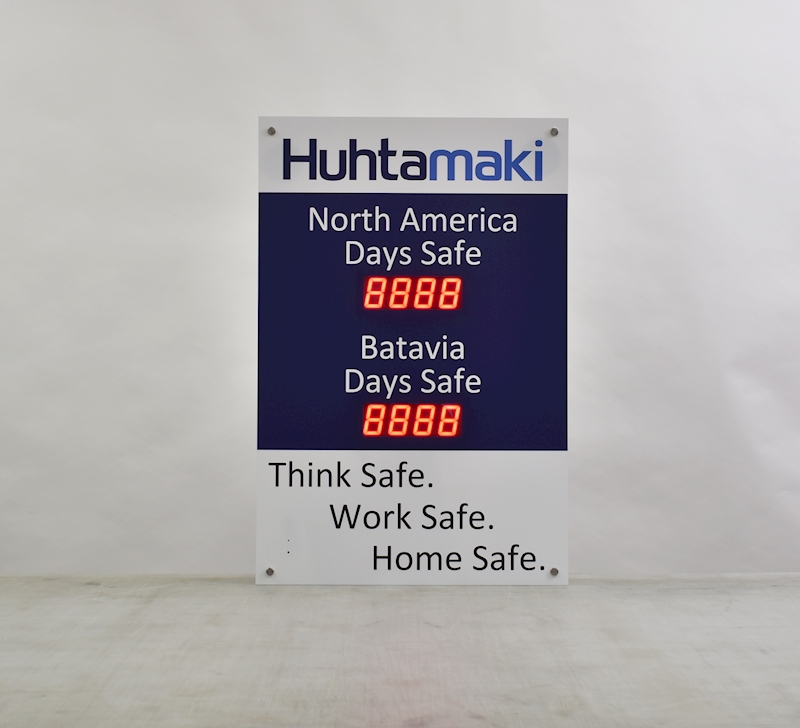 Huhtamaki
North America
Days Safe
8888
Batavia
Days Safe
8888
Think Safe.
Work Safe.
Home Safe.